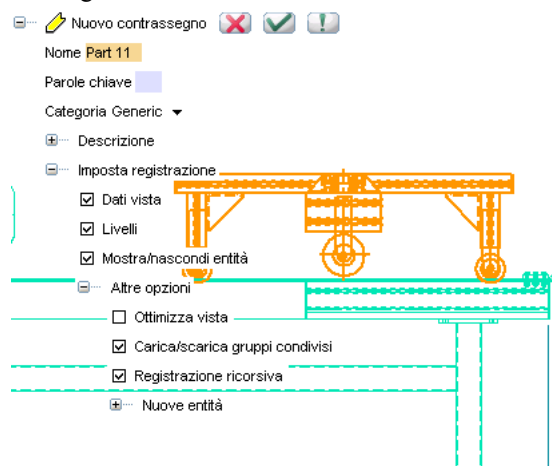 Nuovo contrassegno
Nome Part 11
Parole chiave
Categoria Generic
Descrizione
Imposta registrazione
Dati vista
Livelli
Mostra/nascondi entità
Altre opzioni
Ottimizza vista
Carica/scarica gruppi condivisi
Registrazione ricorsiva
Nuove entità